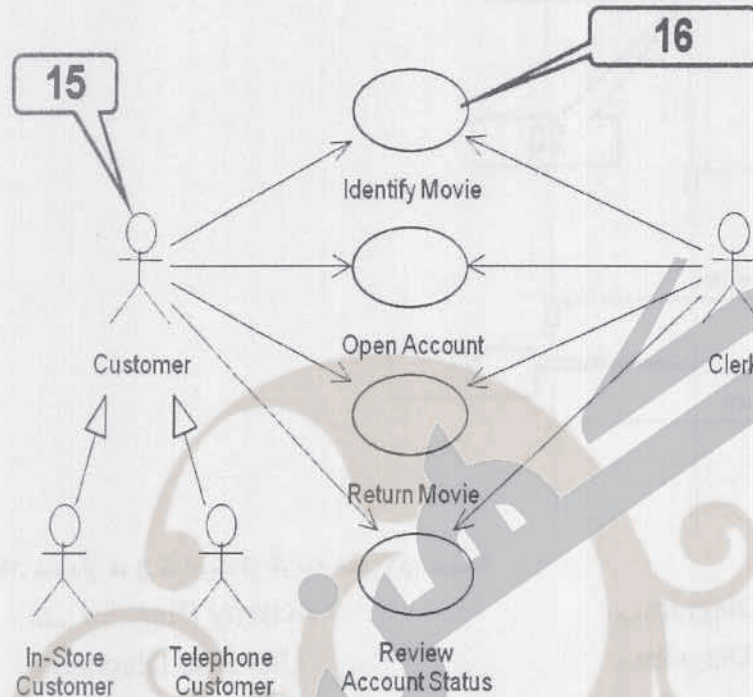 15
16
Identify Movie
Open Account
Customer
Clerk
Return Movie
In-Store
Customer
Telephone
Customer
Review
Account Status